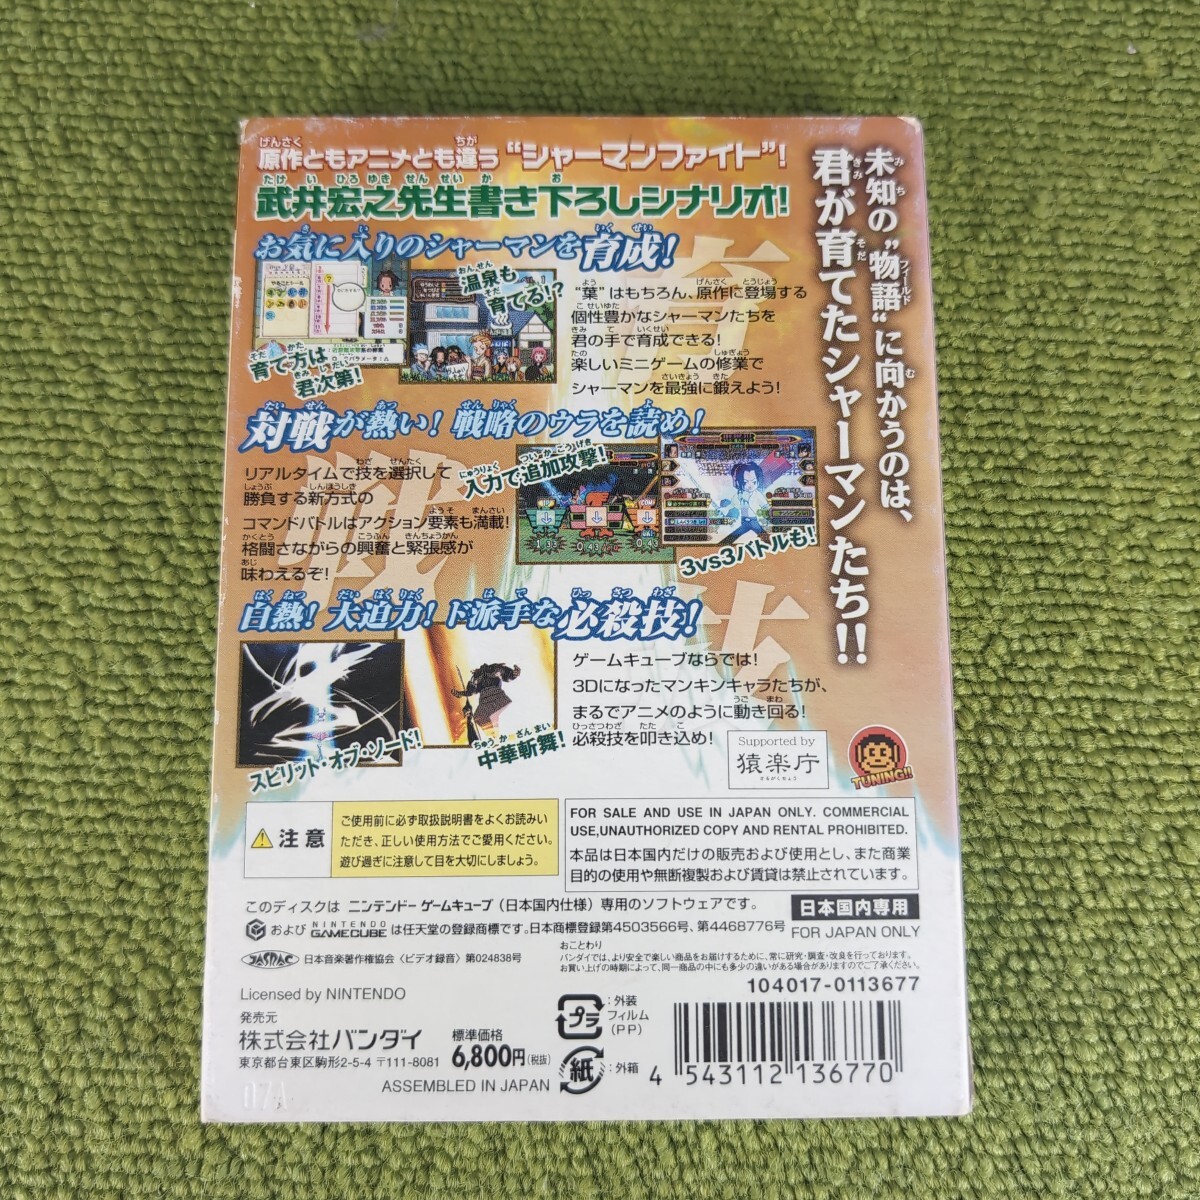 原作ともアニメとも違う“シャーマンファイト”!
武井宏之先生書き下ろしシナリオ!
未知の“物語”に向かうのは、
君が育てたシャーマンたち!!
お気に入りのシャーマンを育成!
温泉も
育てる!?
育て方は
君次第!
“葉”はもちろん、原作に登場する
個性豊かなシャーマンたちを
君の手で育成できる!
楽しいミニゲームの修業で
シャーマンを最強に鍛えよう!
対戦が熱い! 戦略のウラを読め!
リアルタイムで技を選択して
勝負する新方式の
コマンドバトルはアクション要素も満載!
格闘さながらの興奮と緊張感が
味わえるぞ!
入力で追加攻撃!
3vs3バトルも!
白熱! 大迫力! ド派手な必殺技!
スピリット・オブ・ソード!
中華斬舞!
ゲームキューブならでは!
3Dになったマンキンキャラたちが、
まるでアニメのように動き回る!
必殺技を叩き込め!
Supported by
猿楽庁
さるがくちょう
TUNING!!
注意
ご使用前に必ず取扱説明書をよくお読みい
ただき、正しい使用方法でご愛用ください。
遊び過ぎに注意して目を大切にしましょう。
FOR SALE AND USE IN JAPAN ONLY. COMMERCIAL
USE,UNAUTHORIZED COPY AND RENTAL PROHIBITED.
本品は日本国内だけの販売および使用とし、また商業
目的の使用や無断複製および賃貸は禁止されています。
このディスクは ニンテンドーゲームキューブ(日本国内仕様)専用のソフトウェアです。
日本国内専用
FOR JAPAN ONLY
および NINTENDO GAMECUBE は任天堂の登録商標です。日本商標登録第4503566号、第4468776号
JASRAC 日本音楽著作権協会〈ビデオ録音〉第024838号
おことわり
バンダイでは、より安全で楽しい商品をお届けするために、常に研究・調査・改良を行っております。
お買い上げの時期によって、同一商品の中にも多少の違いがある場合がありますのでご了承ください。
104017-0113677
Licensed by NINTENDO
発売元
株式会社バンダイ
東京都台東区駒形2-5-4 〒111-8081
標準価格
6,800円(税抜)
ASSEMBLED IN JAPAN
プラ
:外装
フィルム
(PP)
紙
:外箱
4 543112 136770
07A